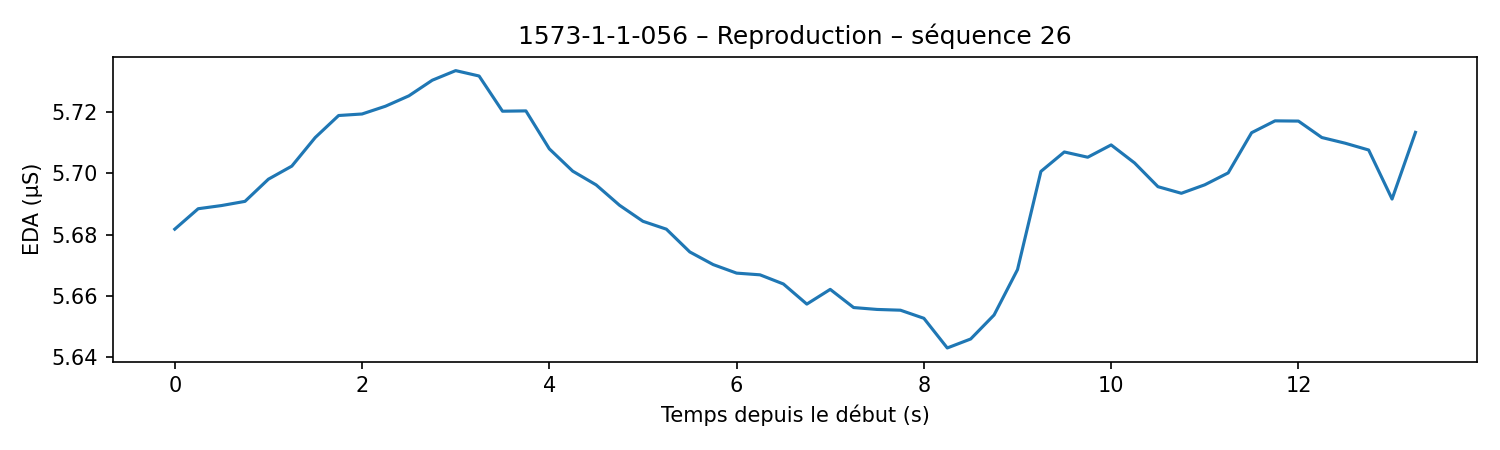 1573-1-1-056 – Reproduction – séquence 26
EDA (µS)
5.72
5.70
5.68
5.66
5.64
0 2 4 6 8 10 12
Temps depuis le début (s)